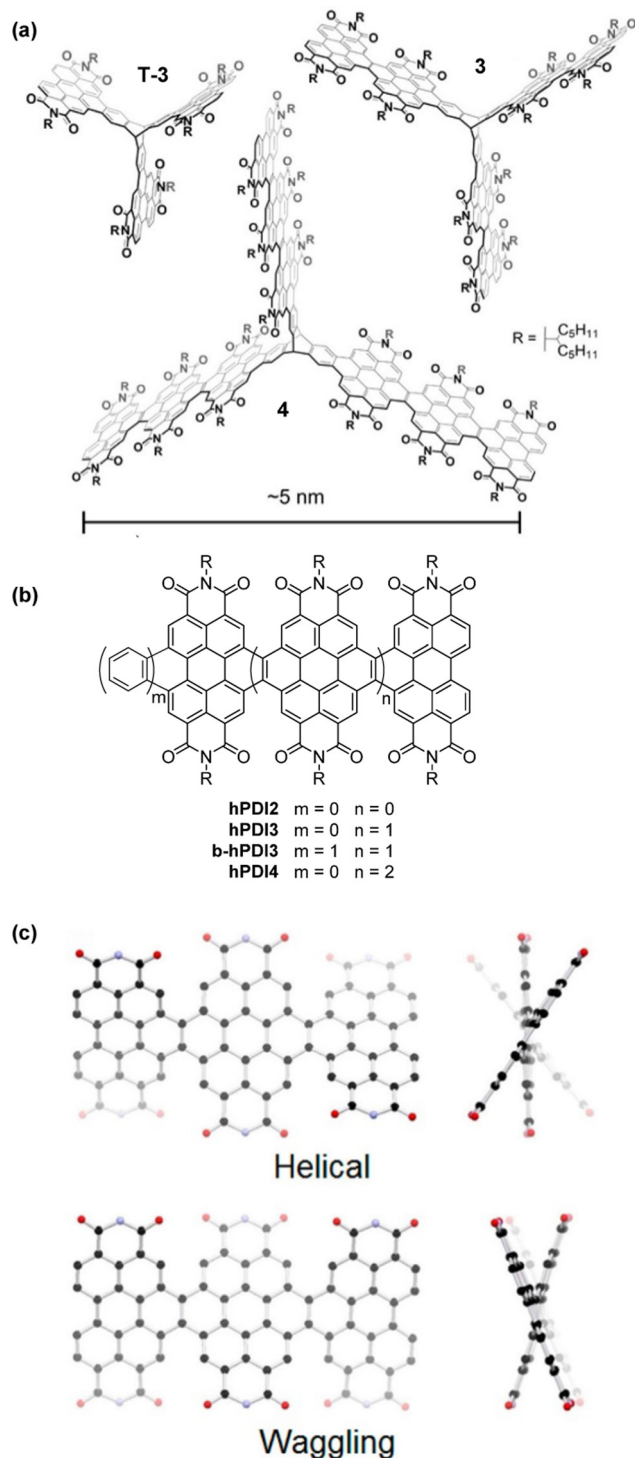 (a)
T-3
3
4
R = C5H11
C5H11
~5 nm
(b)
R R R
O N O O N O O N O
m n
O N O O N O O N O
R R R
hPDI2 m = 0 n = 0
hPDI3 m = 0 n = 1
b-hPDI3 m = 1 n = 1
hPDI4 m = 0 n = 2
(c)
Helical
Waggling